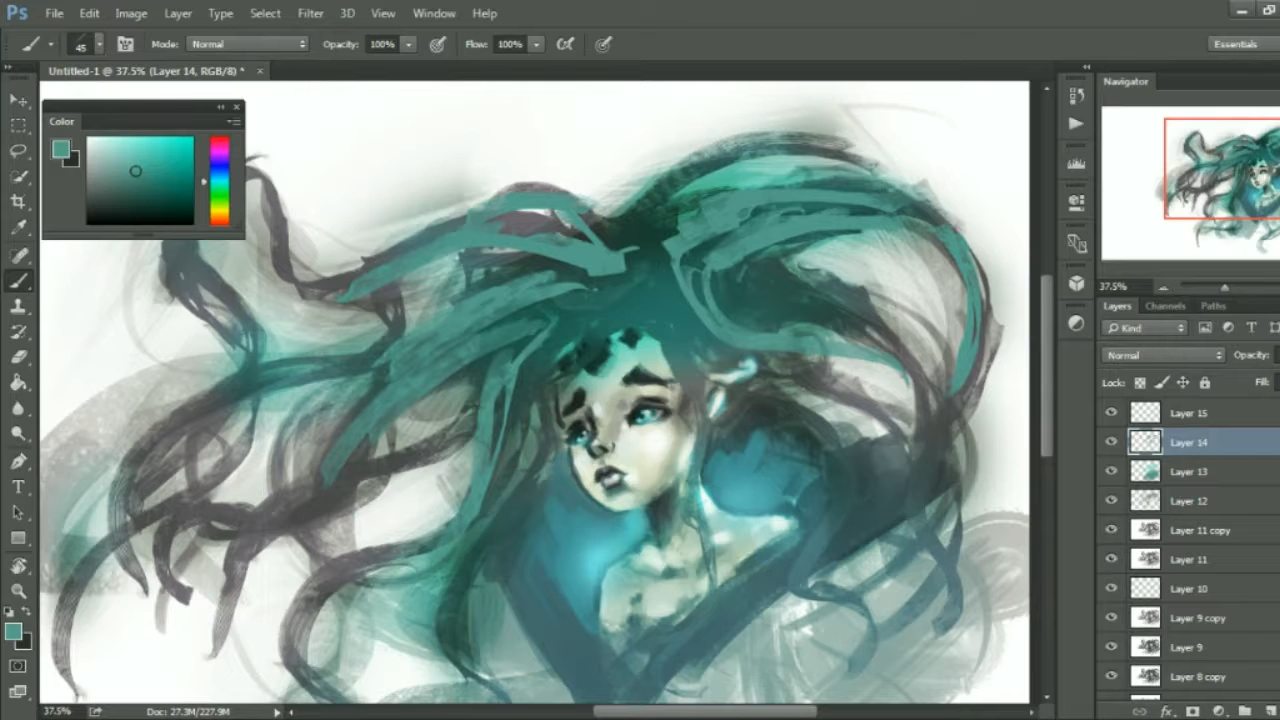 Ps File Edit Image Layer Type Select Filter 3D View Window Help
45 Mode: Normal Opacity: 100% Flow: 100% Essentials
Untitled-1 @ 37.5% (Layer 14, RGB/8) * ×
Color
Navigator
37.5%
Layers Channels Paths
Kind
Normal Opacity:
Lock: Fill:
Layer 15
Layer 14
Layer 13
Layer 12
Layer 11 copy
Layer 11
Layer 10
Layer 9 copy
Layer 9
Layer 8 copy
37.5% Doc: 27.3M/227.9M